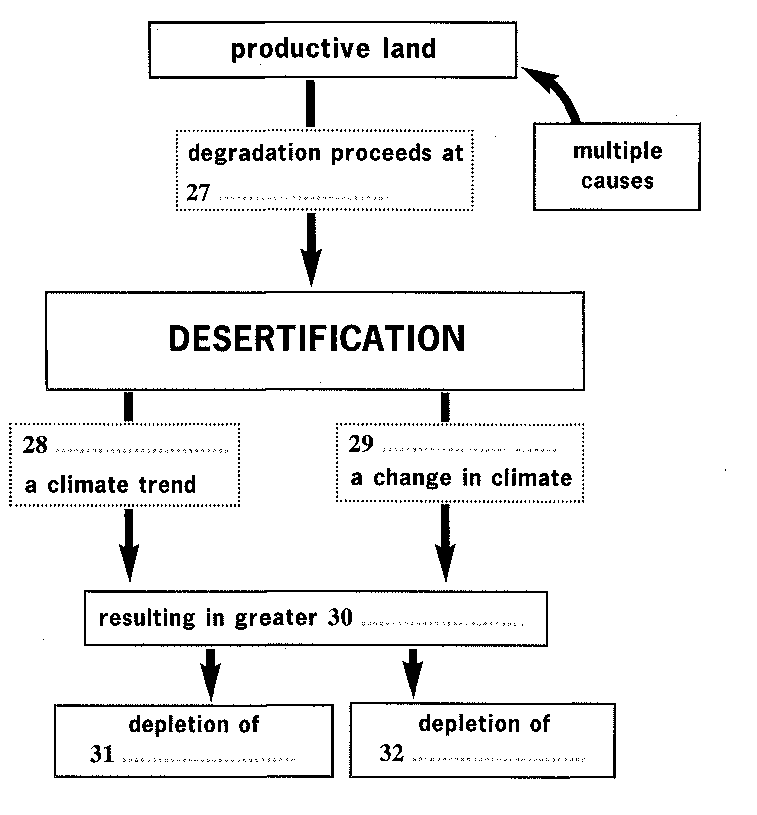 productive land
degradation proceeds at
27 ........................
multiple
causes
DESERTIFICATION
28 ........................
a climate trend
29 ........................
a change in climate
resulting in greater 30 ........................
depletion of
31 ........................
depletion of
32 ........................